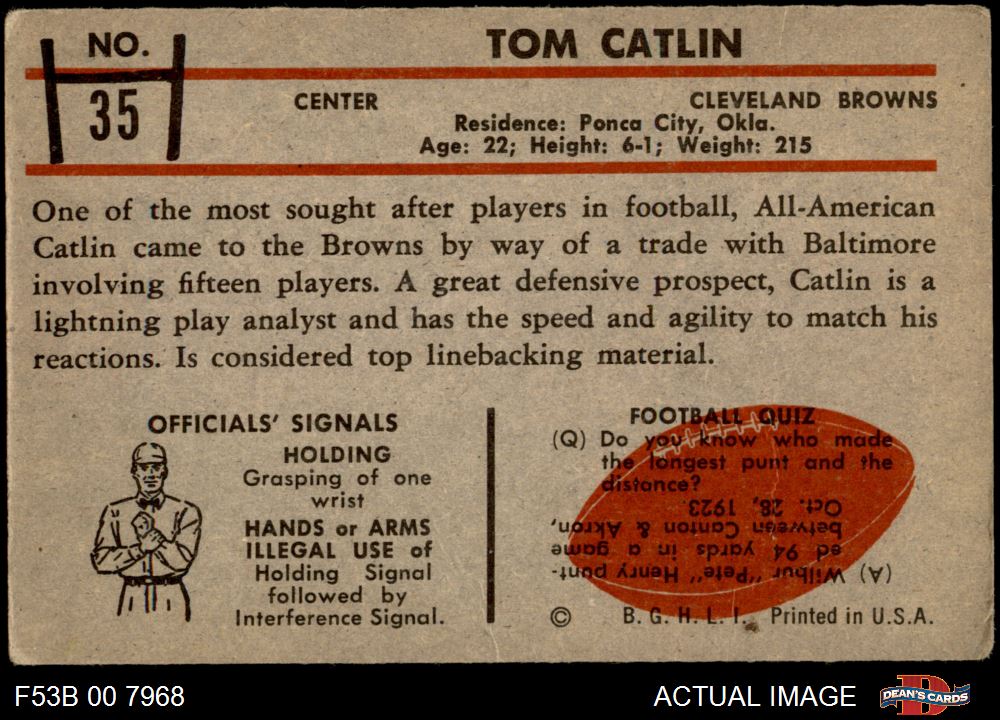 NO.
35
TOM CATLIN
CENTER
CLEVELAND BROWNS
Residence: Ponca City, Okla.
Age: 22; Height: 6-1; Weight: 215
One of the most sought after players in football, All-American
Catlin came to the Browns by way of a trade with Baltimore
involving fifteen players. A great defensive prospect, Catlin is a
lightning play analyst and has the speed and agility to match his
reactions. Is considered top linebacking material.
OFFICIALS' SIGNALS
HOLDING
Grasping of one
wrist
HANDS or ARMS
ILLEGAL USE of
Holding Signal
followed by
Interference Signal.
FOOTBALL QUIZ
(Q) Do you know who made
the longest punt and the
distance?
(A) Wilbur "Pete" Henry punt-
ed 94 yards in a game
between Canton & Akron,
Oct. 28, 1923.
© B. G. H. L. I. Printed in U.S.A.
F53B 00 7968
ACTUAL IMAGE
D
DEAN'S CARDS